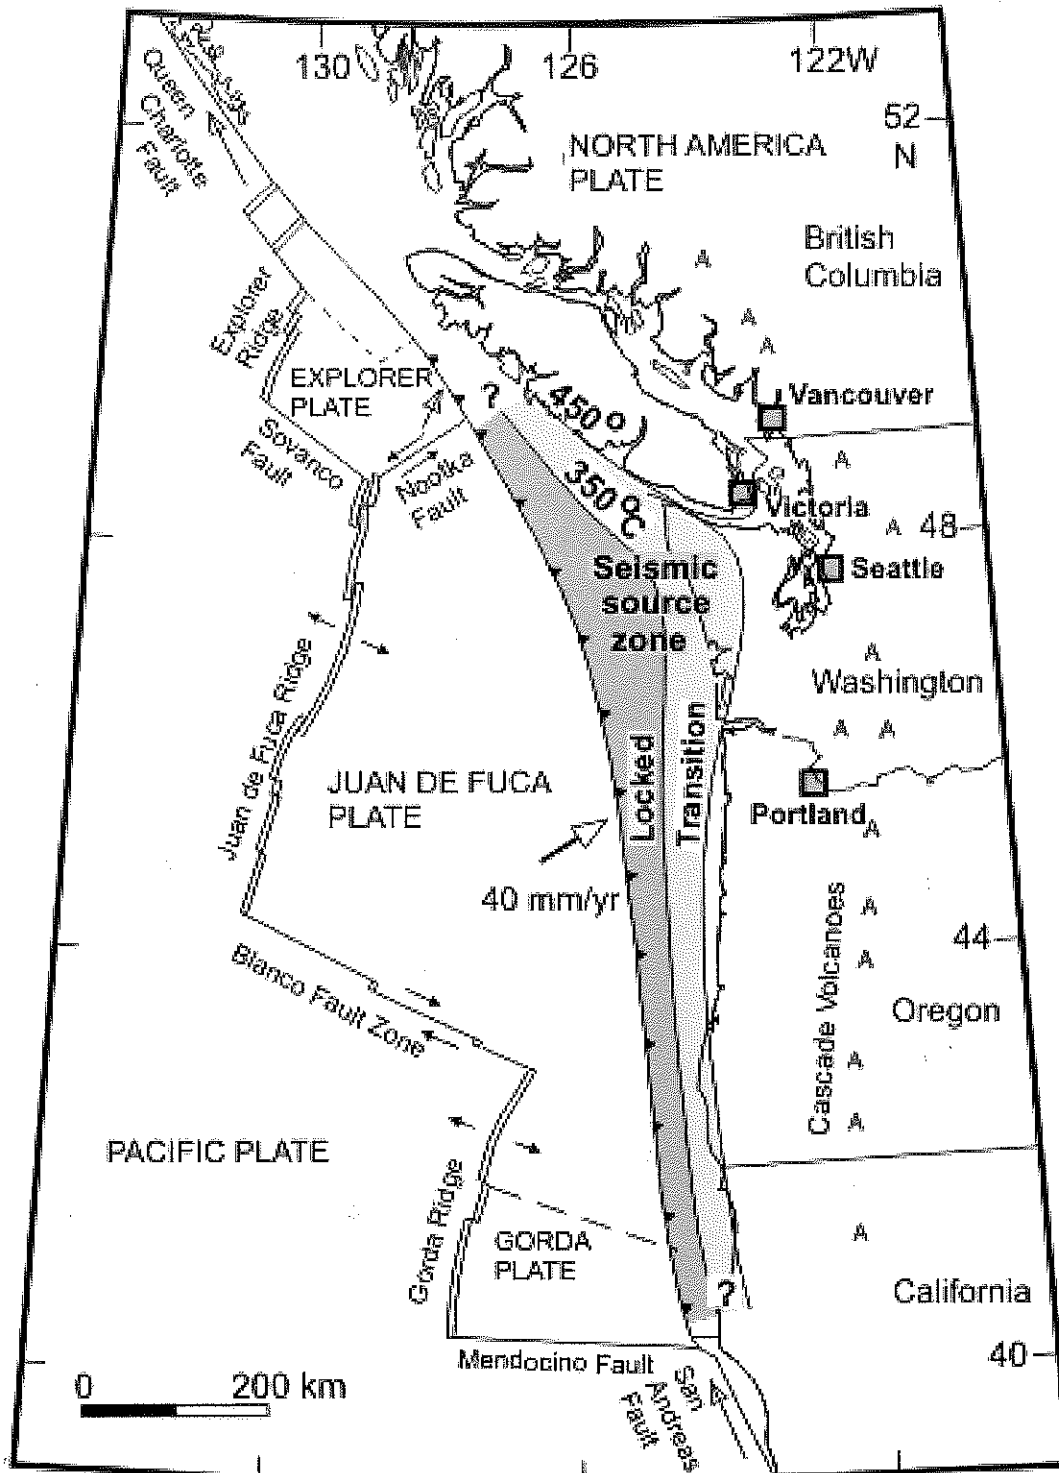 130
126
122W
52
N
Queen
Charlotte
Fault
NORTH AMERICA
PLATE
British
Columbia
Explorer
Ridge
EXPLORER
PLATE
?
450°
Vancouver
Sovanco
Fault
Nootka
Fault
350°C
Victoria
48
Seismic
source
zone
Seattle
Washington
Juan de Fuca Ridge
JUAN DE FUCA
PLATE
Locked
Transition
Portland
40 mm/yr
Cascade Volcanoes
44
Oregon
Blanco Fault Zone
PACIFIC PLATE
Gorda Ridge
GORDA
PLATE
?
California
Mendocino Fault
40
San
Andreas
Fault
0 200 km